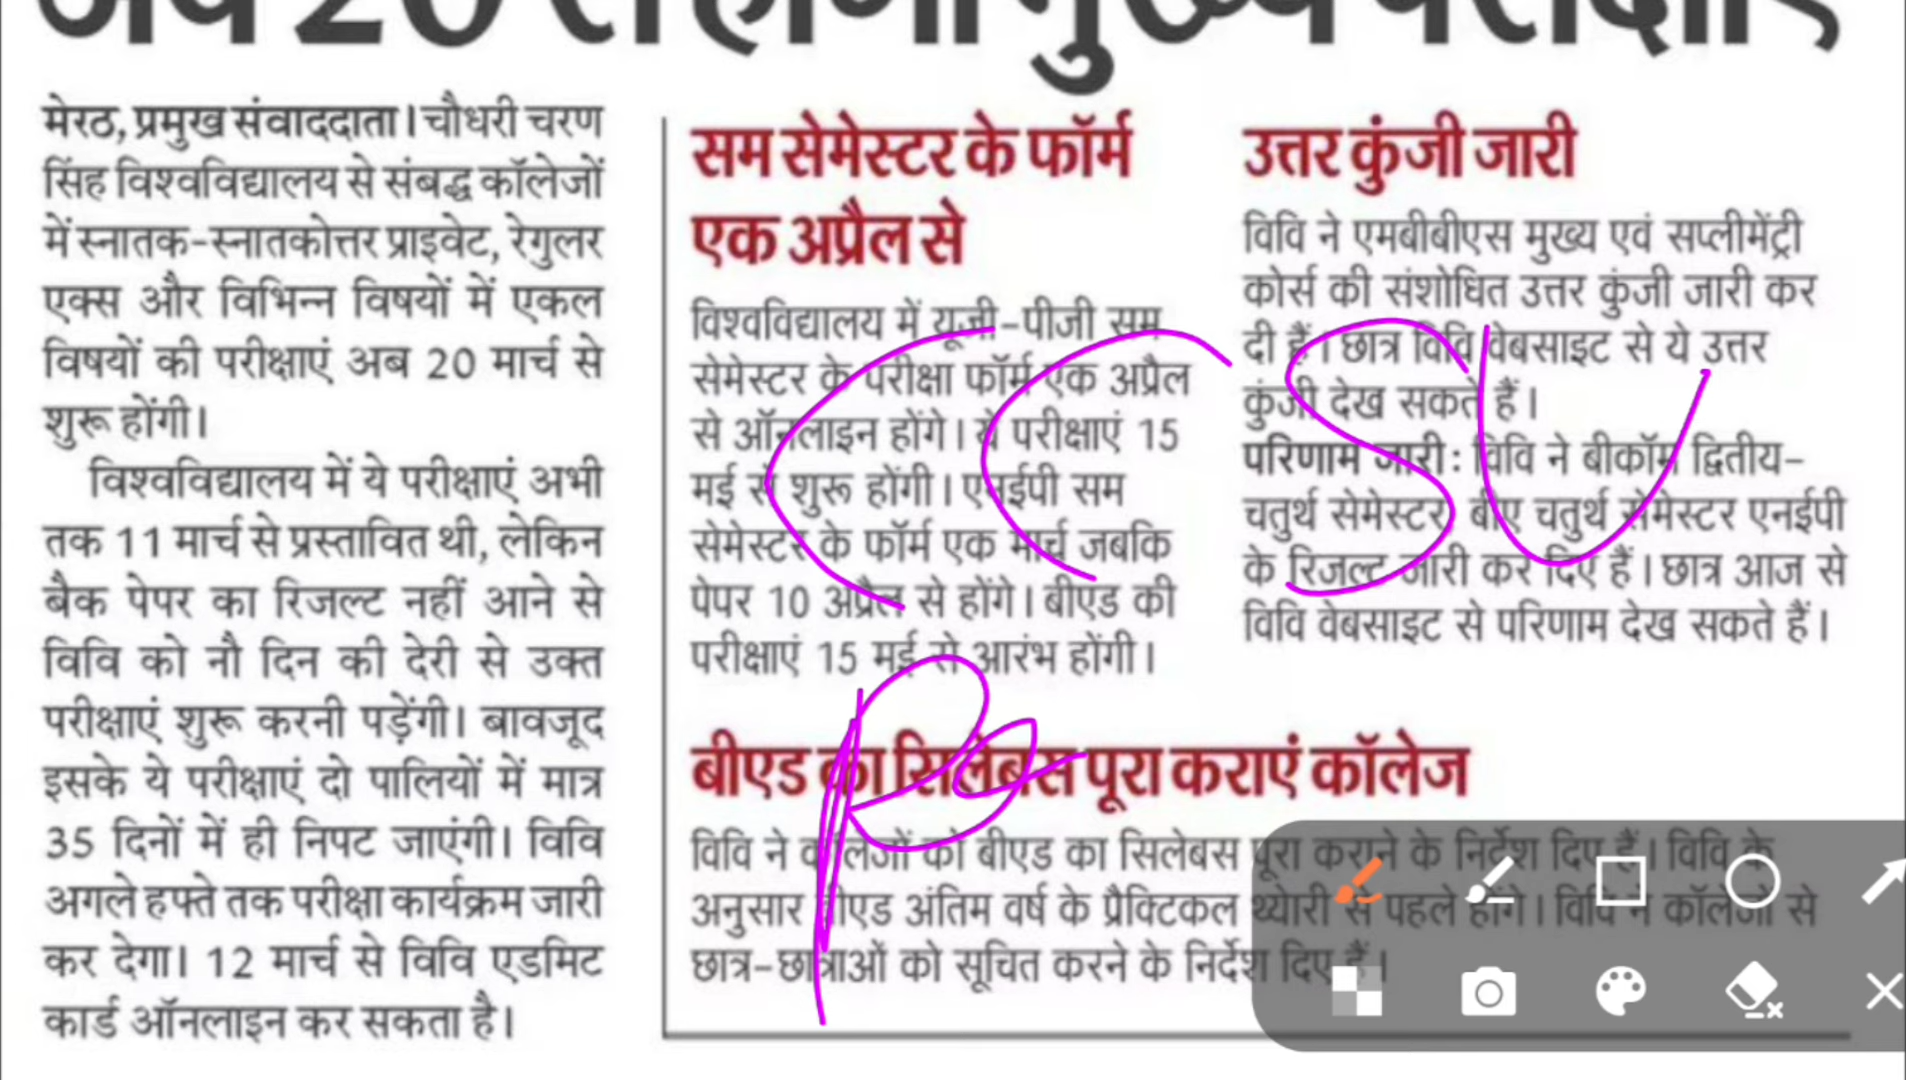 अब 20 से होंगी मुख्य परीक्षाएं
मेरठ, प्रमुख संवाददाता। चौधरी चरण
सिंह विश्वविद्यालय से संबद्ध कॉलेजों
में स्नातक-स्नातकोत्तर प्राइवेट, रेगुलर
एक्स और विभिन्न विषयों में एकल
विषयों की परीक्षाएं अब 20 मार्च से
शुरू होंगी।
विश्वविद्यालय में ये परीक्षाएं अभी
तक 11 मार्च से प्रस्तावित थी, लेकिन
बैक पेपर का रिजल्ट नहीं आने से
विवि को नौ दिन की देरी से उक्त
परीक्षाएं शुरू करनी पड़ेंगी। बावजूद
इसके ये परीक्षाएं दो पालियों में मात्र
35 दिनों में ही निपट जाएंगी। विवि
अगले हफ्ते तक परीक्षा कार्यक्रम जारी
कर देगा। 12 मार्च से विवि एडमिट
कार्ड ऑनलाइन कर सकता है।
सम सेमेस्टर के फॉर्म
एक अप्रैल से
विश्वविद्यालय में यूजी-पीजी सम
सेमेस्टर के परीक्षा फॉर्म एक अप्रैल
से ऑनलाइन होंगे। ये परीक्षाएं 15
मई से शुरू होंगी। एनईपी सम
सेमेस्टर के फॉर्म एक मार्च जबकि
पेपर 10 अप्रैल से होंगे। बीएड की
परीक्षाएं 15 मई से आरंभ होंगी।
उत्तर कुंजी जारी
विवि ने एमबीबीएस मुख्य एवं सप्लीमेंट्री
कोर्स की संशोधित उत्तर कुंजी जारी कर
दी हैं। छात्र विवि वेबसाइट से ये उत्तर
कुंजी देख सकते हैं।
परिणाम जारी: विवि ने बीकॉम द्वितीय-
चतुर्थ सेमेस्टर, बीए चतुर्थ सेमेस्टर एनईपी
के रिजल्ट जारी कर दिए हैं। छात्र आज से
विवि वेबसाइट से परिणाम देख सकते हैं।
CCSU
बीएड का सिलेबस पूरा कराएं कॉलेज
विवि ने कॉलेजों को बीएड का सिलेबस पूरा कराने के निर्देश दिए हैं। विवि के
अनुसार बीएड अंतिम वर्ष के प्रैक्टिकल थ्योरी से पहले होंगे। विवि ने कॉलेजों से
छात्र-छात्राओं को सूचित करने के निर्देश दिए हैं।